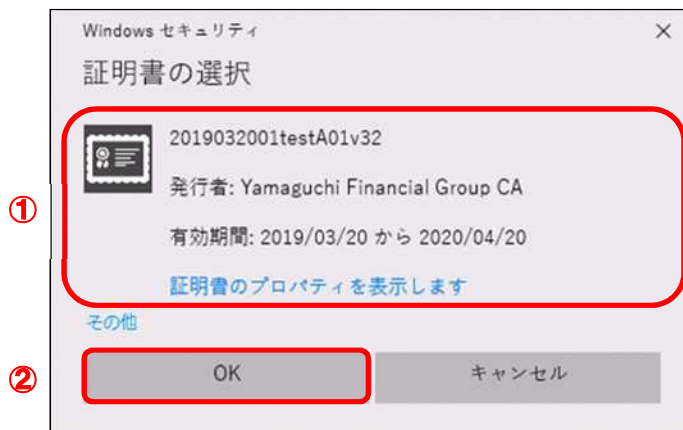 Windows セキュリティ
証明書の選択
2019032001testA01v32
発行者: Yamaguchi Financial Group CA
①
有効期間: 2019/03/20 から 2020/04/20
証明書のプロパティを表示します
その他
②
OK
キャンセル